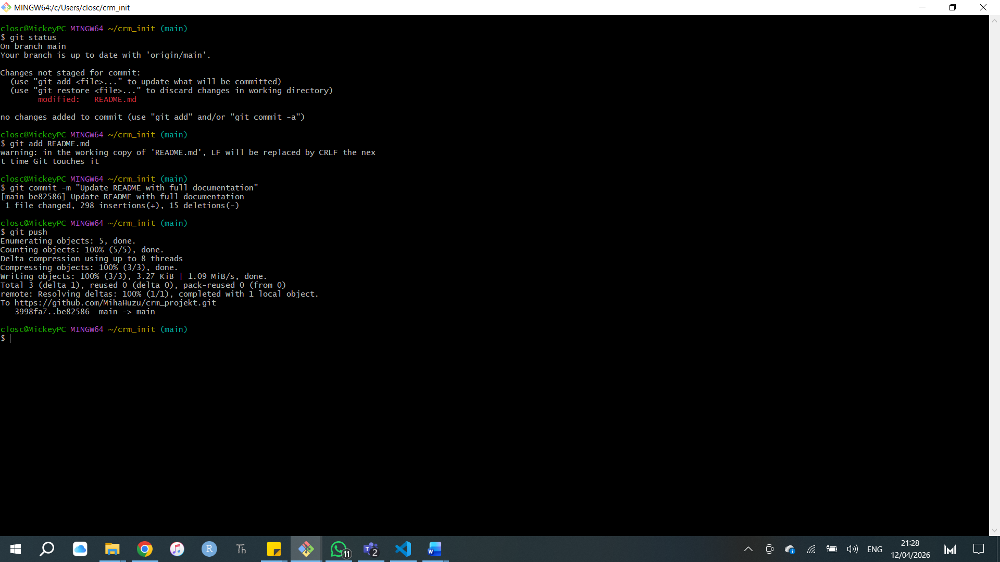 MINGW64:/c/Users/closc/crm_init
closc@MickeyPC MINGW64 ~/crm_init (main)
$ git status
On branch main
Your branch is up to date with 'origin/main'.
Changes not staged for commit:
  (use "git add <file>..." to update what will be committed)
  (use "git restore <file>..." to discard changes in working directory)
        modified:   README.md
no changes added to commit (use "git add" and/or "git commit -a")
closc@MickeyPC MINGW64 ~/crm_init (main)
$ git add README.md
warning: in the working copy of 'README.md', LF will be replaced by CRLF the nex
t time Git touches it
closc@MickeyPC MINGW64 ~/crm_init (main)
$ git commit -m "Update README with full documentation"
[main be82586] Update README with full documentation
 1 file changed, 298 insertions(+), 15 deletions(-)
closc@MickeyPC MINGW64 ~/crm_init (main)
$ git push
Enumerating objects: 5, done.
Counting objects: 100% (5/5), done.
Delta compression using up to 8 threads
Compressing objects: 100% (3/3), done.
Writing objects: 100% (3/3), 3.27 KiB | 1.09 MiB/s, done.
Total 3 (delta 1), reused 0 (delta 0), pack-reused 0 (from 0)
remote: Resolving deltas: 100% (1/1), completed with 1 local object.
To https://github.com/MihaHuzu/crm_projekt.git
   3998fa7..be82586  main -> main
closc@MickeyPC MINGW64 ~/crm_init (main)
$
R
Th
11
T
2
W
ENG
21:28
12/04/2026